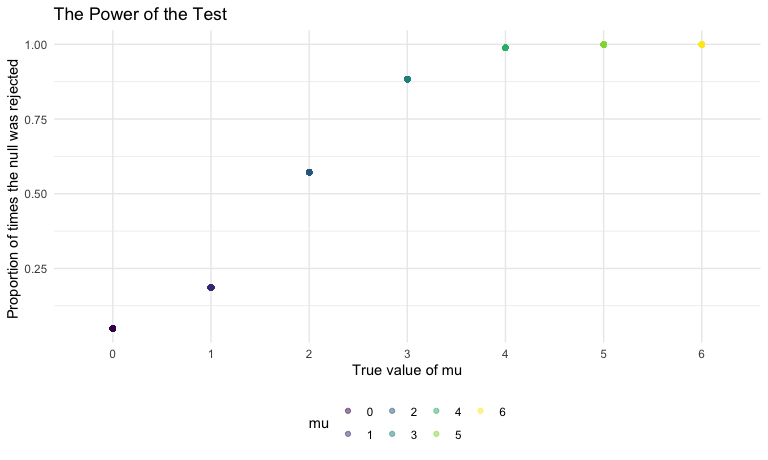 The Power of the Test
Proportion of times the null was rejected
1.00
0.75
0.50
0.25
0 1 2 3 4 5 6
True value of mu
mu
0 2 4 6
1 3 5